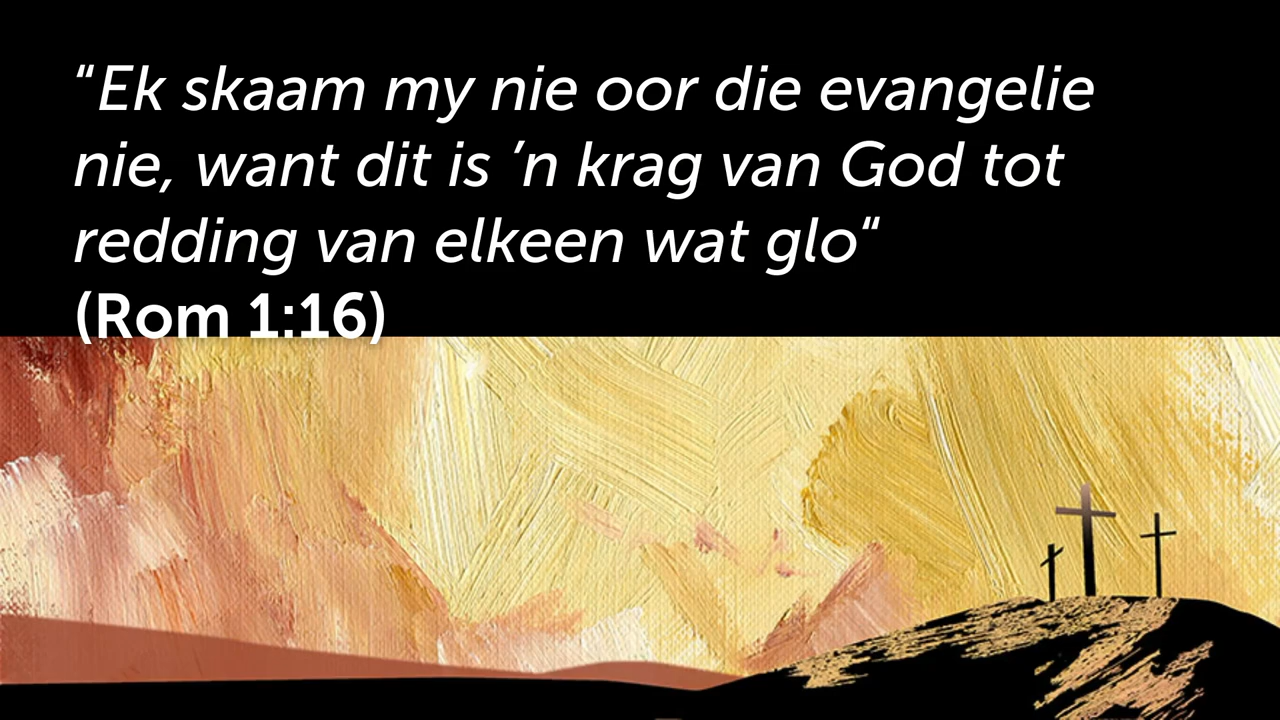 “Ek skaam my nie oor die evangelie
nie, want dit is ’n krag van God tot
redding van elkeen wat glo“
(Rom 1:16)